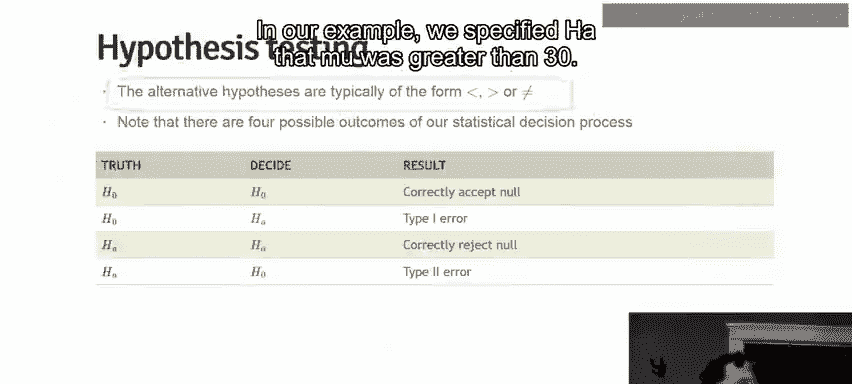 In our example, we specified Ha
that mu was greater than 30.
Hypothesis testing
· The alternative hypotheses are typically of the form <, > or ≠
· Note that there are four possible outcomes of our statistical decision process
TRUTH DECIDE RESULT
H₀ H₀ Correctly accept null
H₀ Hₐ Type I error
Hₐ Hₐ Correctly reject null
Hₐ H₀ Type II error